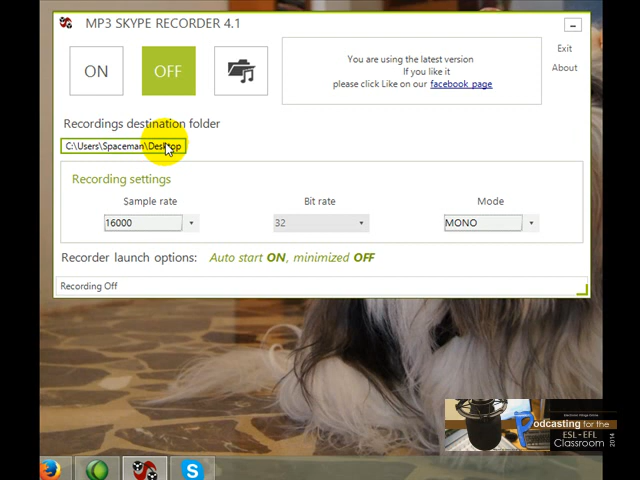 MP3 SKYPE RECORDER 4.1
ON
OFF
You are using the latest version
If you like it
please click Like on our facebook page
Exit
About
Recordings destination folder
C:\Users\Spaceman\Desktop
Recording settings
Sample rate
Bit rate
Mode
16000
32
MONO
Recorder launch options: Auto start ON, minimized OFF
Recording Off
Podcasting for the
ESL-EFL
Classroom
2014